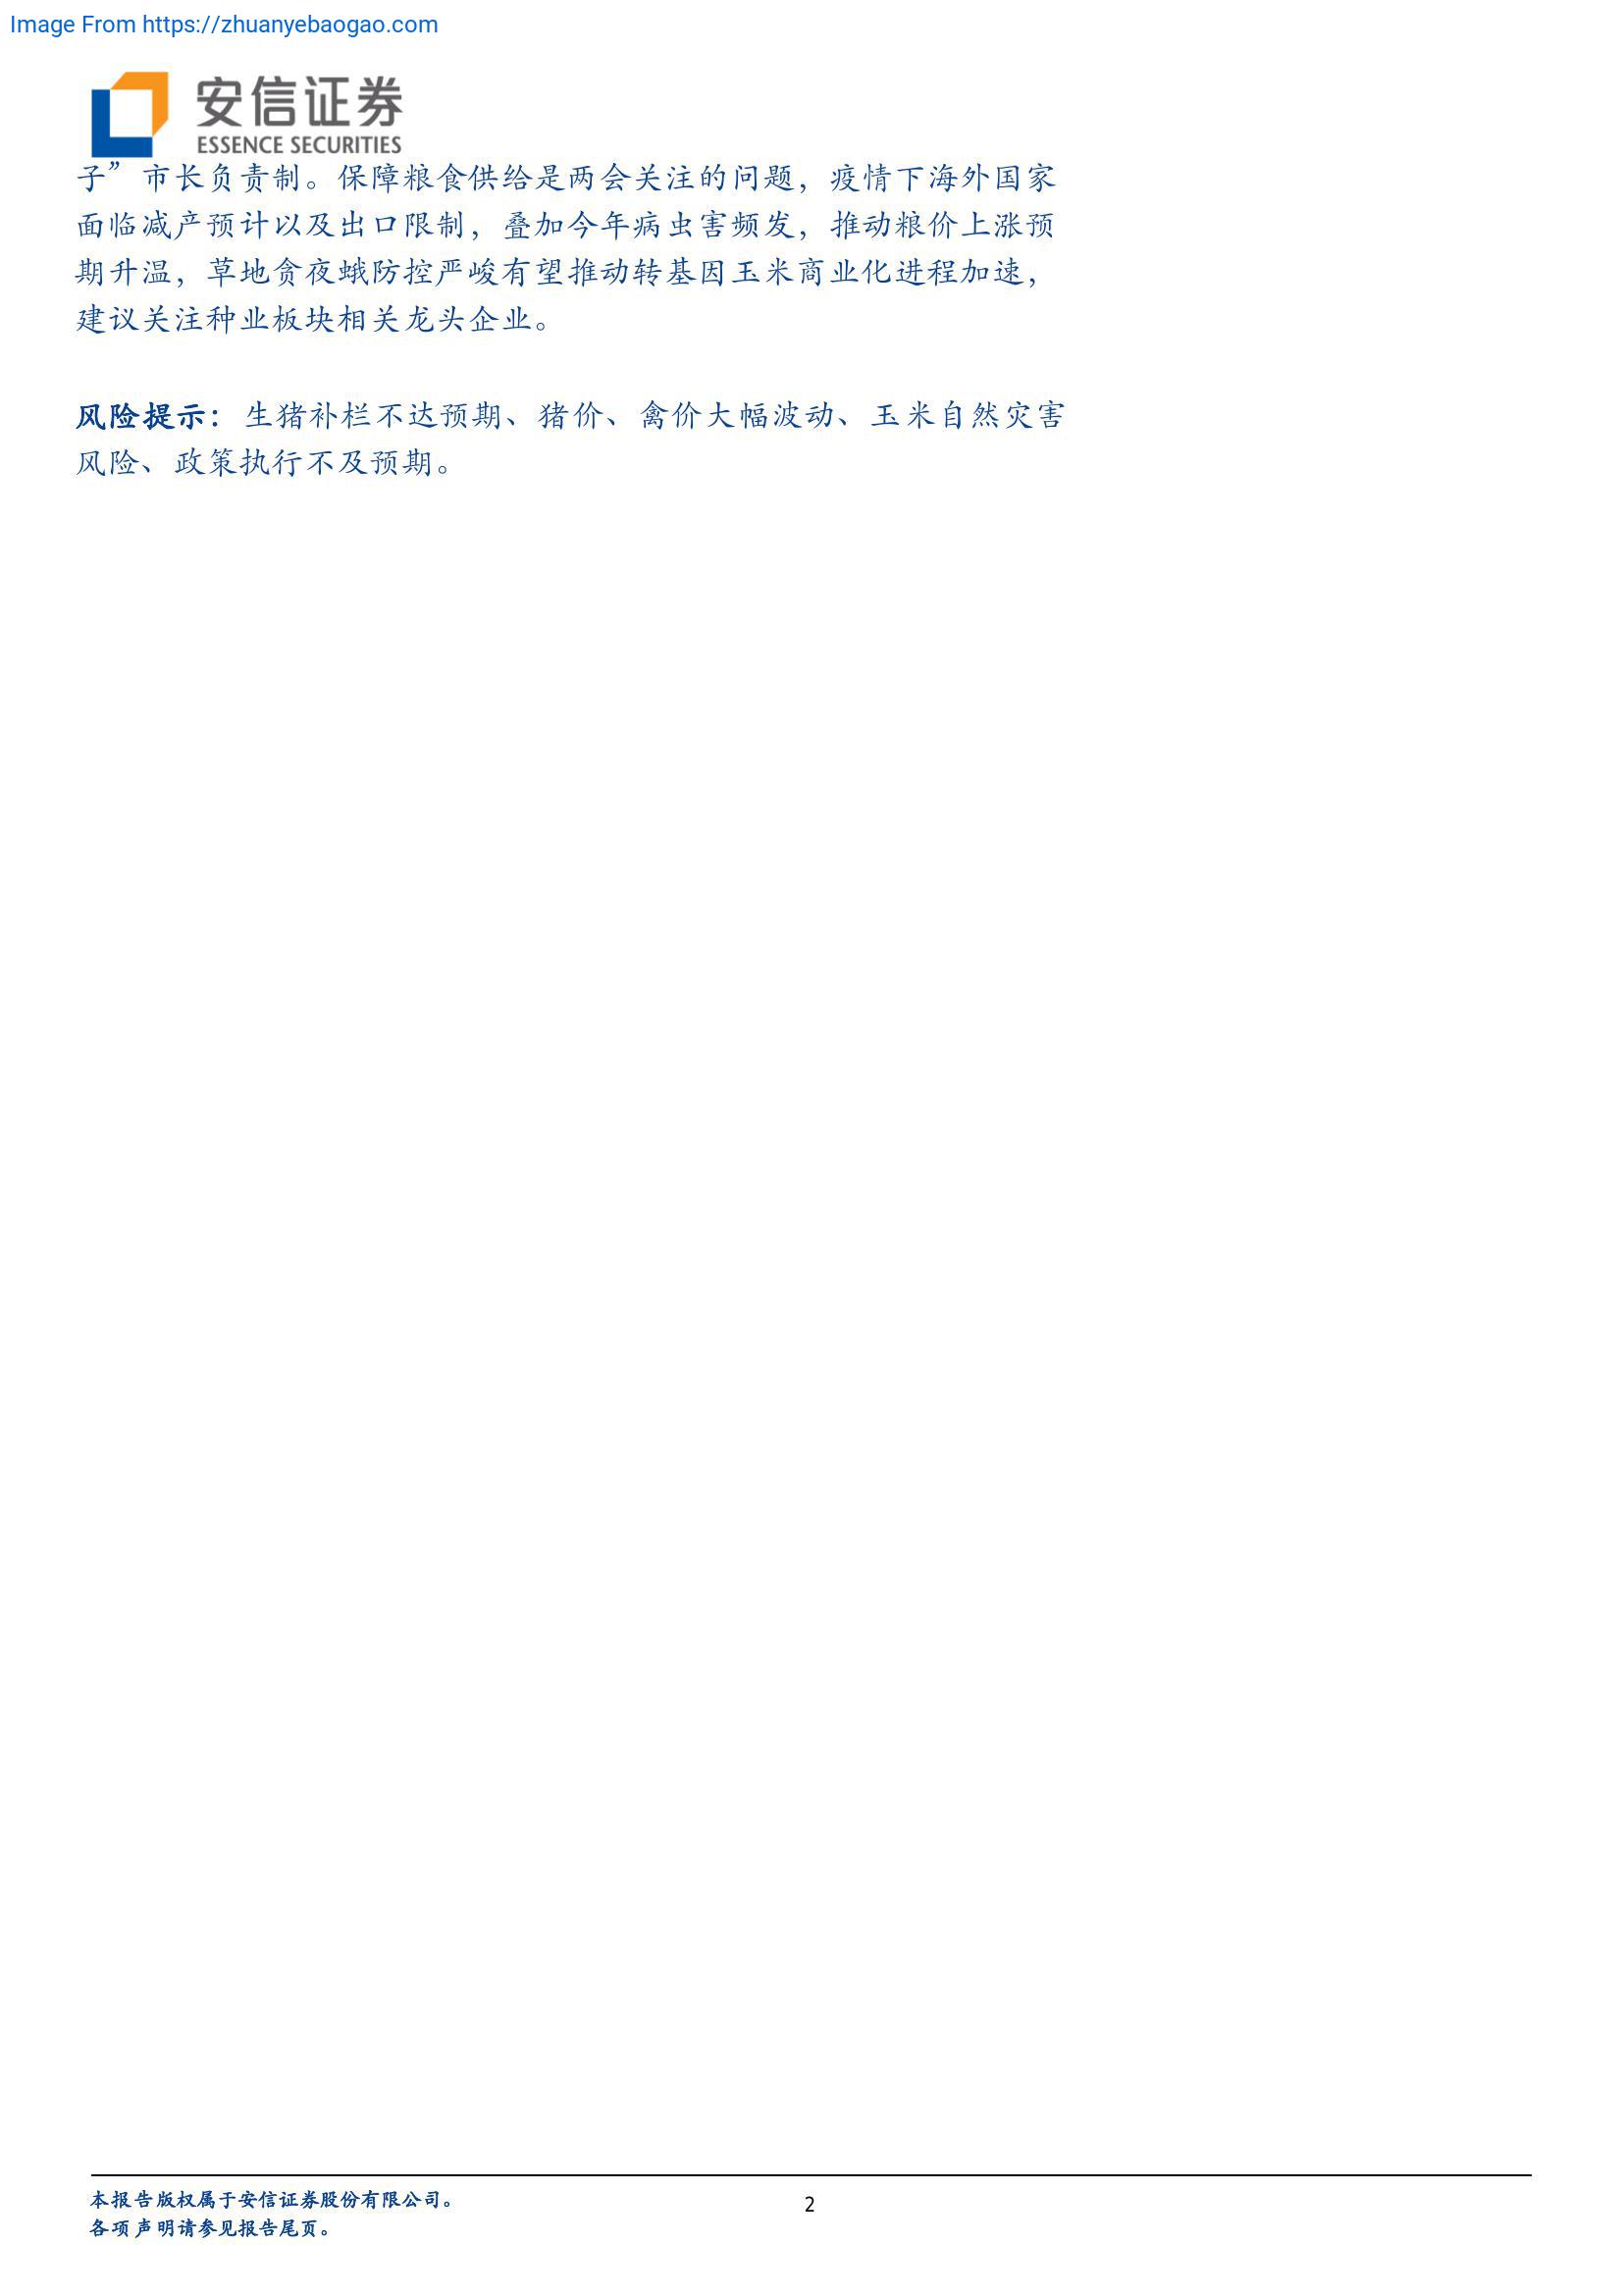 Image From https://zhuanyebaogao.com
安信证券
ESSENCE SECURITIES
子”市长负责制。保障粮食供给是两会关注的问题，疫情下海外国家
面临减产预计以及出口限制，叠加今年病虫害频发，推动粮价上涨预
期升温，草地贪夜蛾防控严峻有望推动转基因玉米商业化进程加速，
建议关注种业板块相关龙头企业。
风险提示：生猪补栏不达预期、猪价、禽价大幅波动、玉米自然灾害
风险、政策执行不及预期。
本报告版权属于安信证券股份有限公司。
2
各项声明请参见报告尾页。